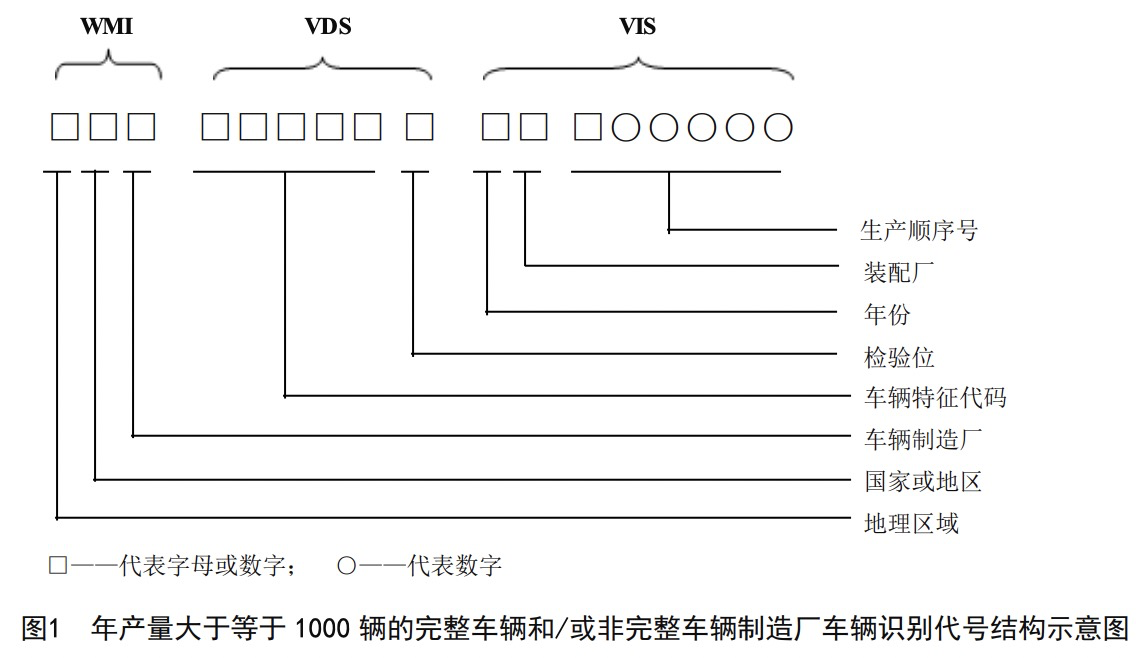 WMI VDS VIS
□□□ □□□□□ □ □□ □○○○○○
生产顺序号
装配厂
年份
检验位
车辆特征代码
车辆制造厂
国家或地区
地理区域
□——代表字母或数字； ○——代表数字
图1 年产量大于等于 1000 辆的完整车辆和/或非完整车辆制造厂车辆识别代号结构示意图